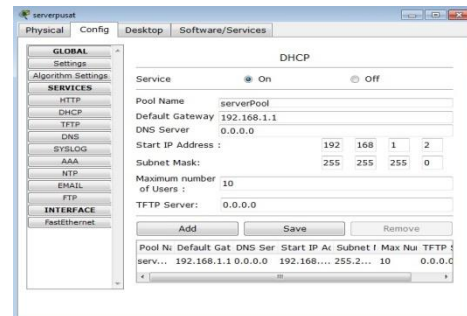 serverpusat
Physical Config Desktop Software/Services
GLOBAL
Settings
Algorithm Settings
SERVICES
HTTP
DHCP
TFTP
DNS
SYSLOG
AAA
NTP
EMAIL
FTP
INTERFACE
FastEthernet
DHCP
Service On Off
Pool Name serverPool
Default Gateway 192.168.1.1
DNS Server 0.0.0.0
Start IP Address : 192 168 1 2
Subnet Mask: 255 255 255 0
Maximum number
of Users : 10
TFTP Server: 0.0.0.0
Add Save Remove
Pool Na Default Gat DNS Ser Start IP Ac Subnet Max Nur TFTP
serv... 192.168.1.1 0.0.0.0 192.168.... 255.2... 10 0.0.0.0